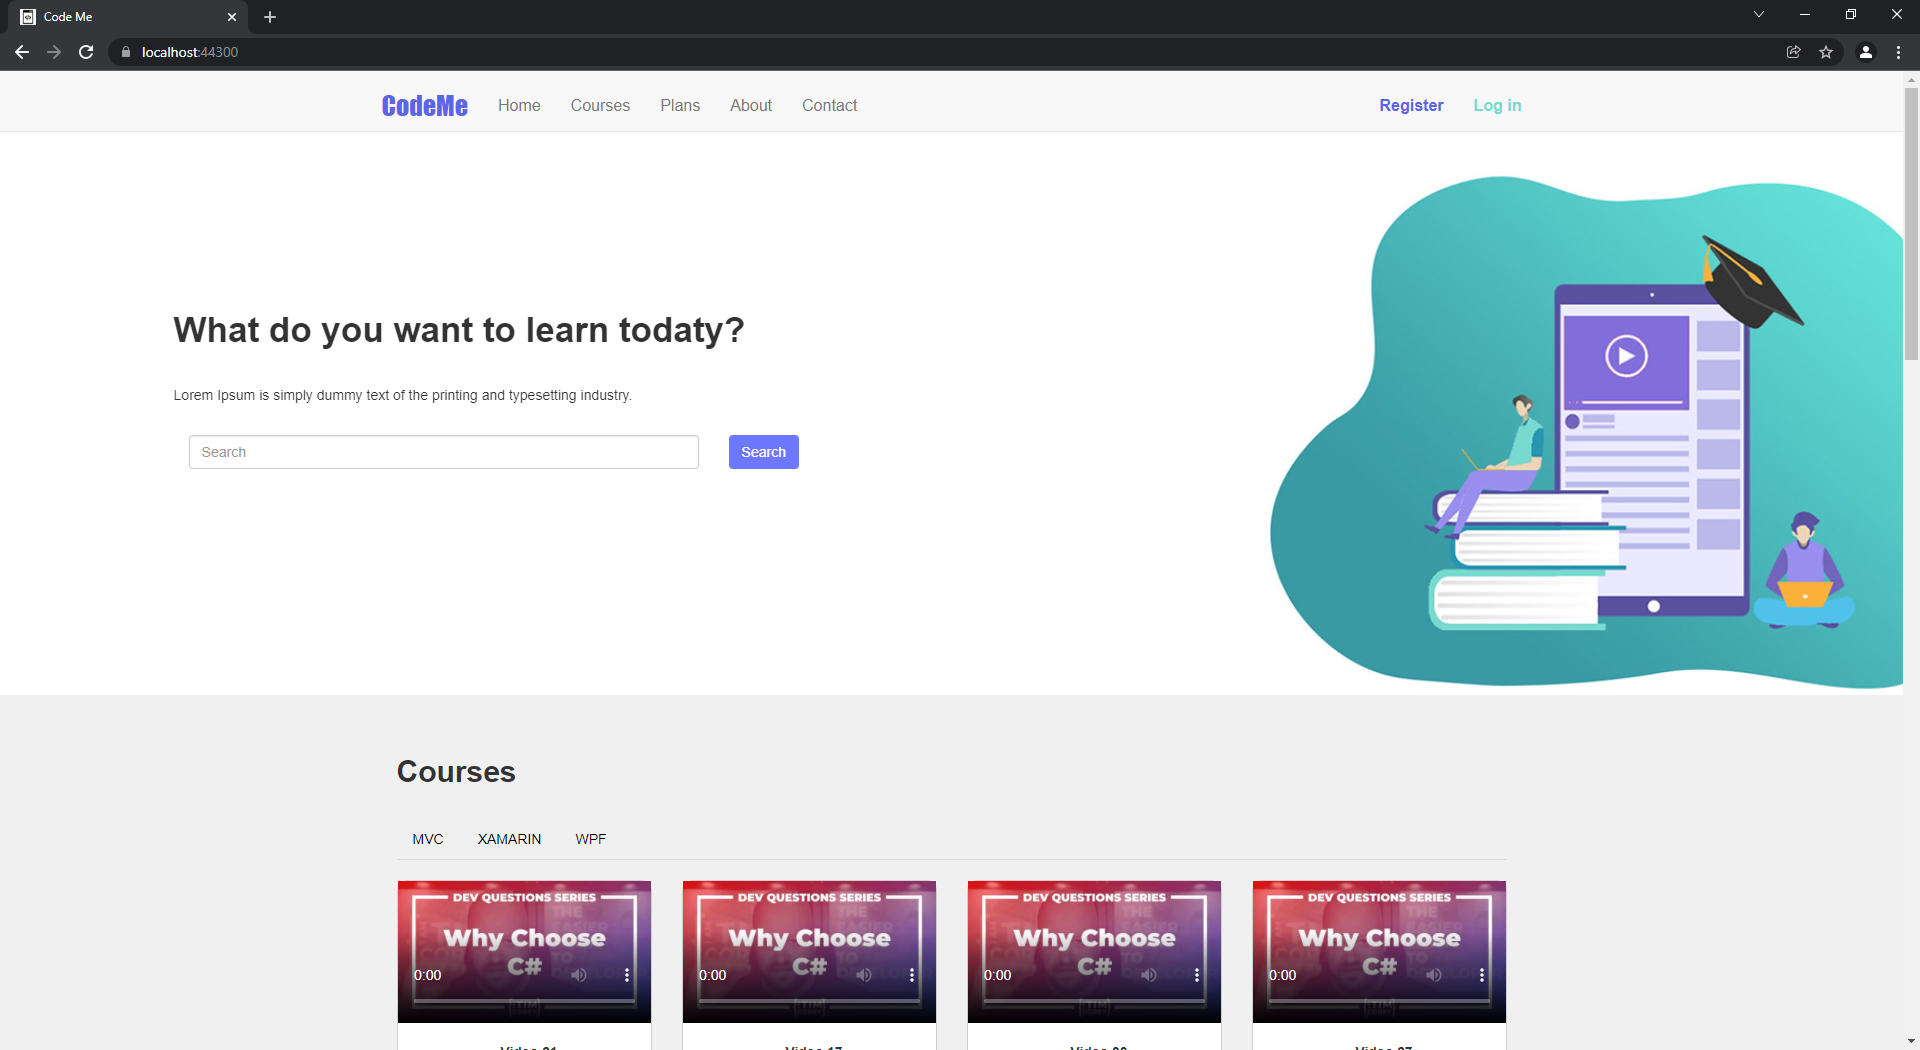 Code Me
localhost:44300
CodeMe Home Courses Plans About Contact Register Log in
What do you want to learn todaty?
Lorem Ipsum is simply dummy text of the printing and typesetting industry.
Search Search
Courses
MVC XAMARIN WPF
DEV QUESTIONS SERIES DEV QUESTIONS SERIES DEV QUESTIONS SERIES DEV QUESTIONS SERIES
Why Choose Why Choose Why Choose Why Choose
C# C# C# C#
0:00 0:00 0:00 0:00